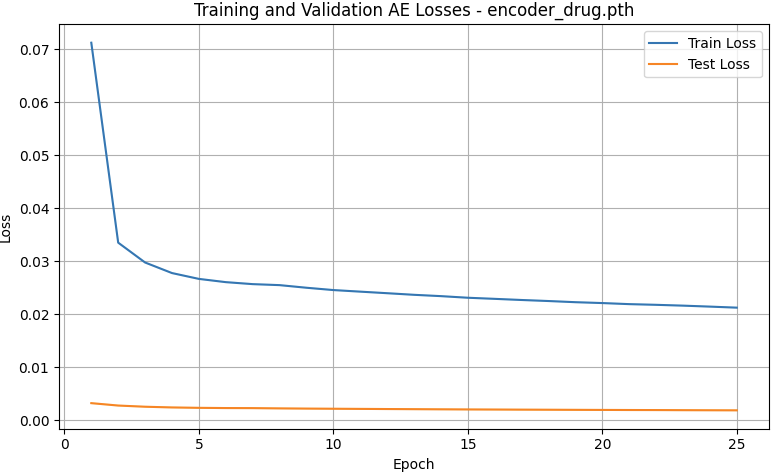 Training and Validation AE Losses - encoder_drug.pth
Train Loss
Test Loss
0.07
0.06
0.05
0.04
0.03
0.02
0.01
0.00
Loss
0 5 10 15 20 25
Epoch